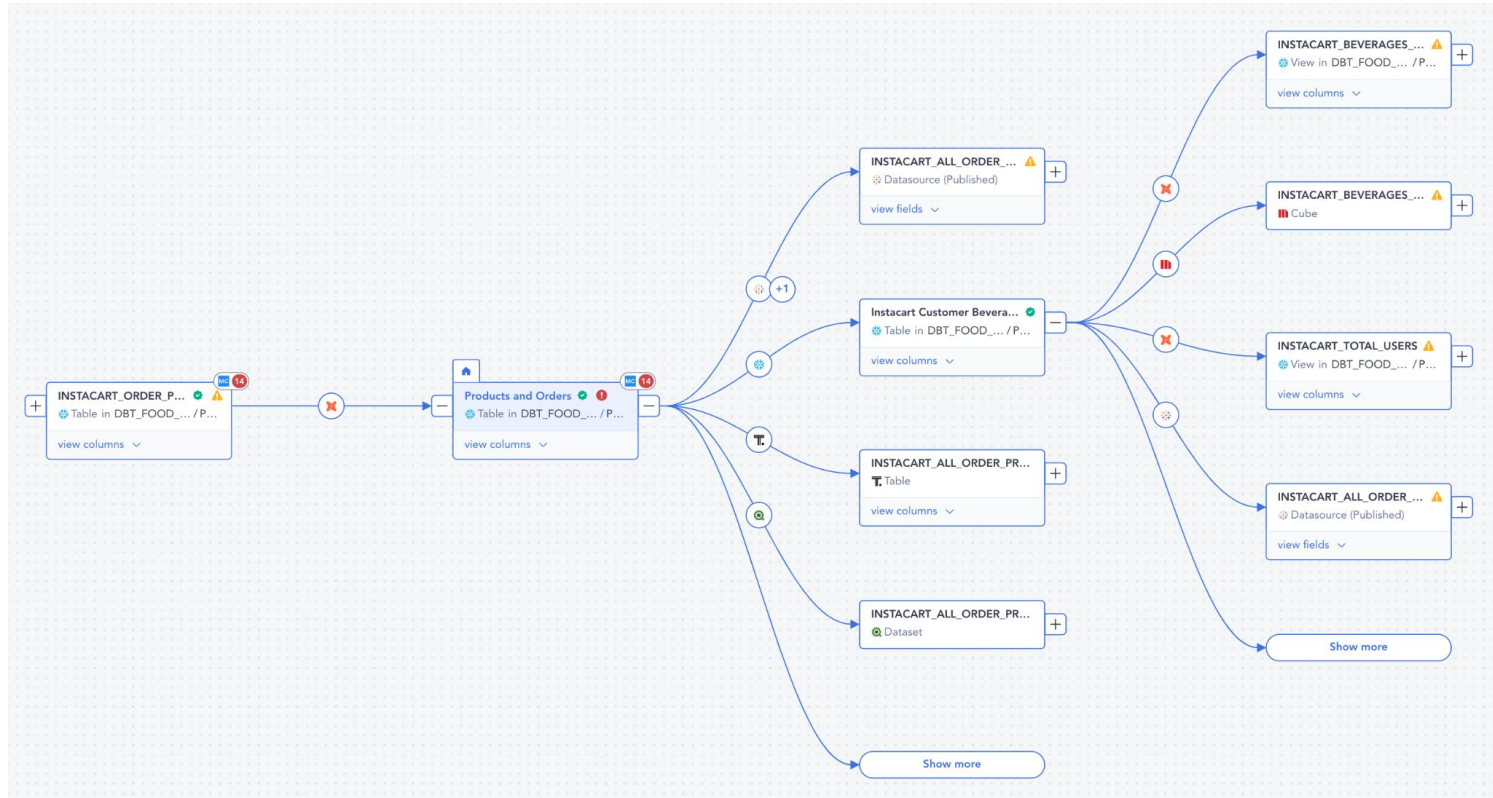 INSTACART_ORDER_P...
MC 14
Table in DBT_FOOD_... / P...
view columns
Products and Orders
MC 14
Table in DBT_FOOD_... / P...
view columns
+1
INSTACART_ALL_ORDER_...
Datasource (Published)
view fields
Instacart Customer Bevera...
Table in DBT_FOOD_... / P...
view columns
T.
INSTACART_ALL_ORDER_PR...
T. Table
view columns
INSTACART_ALL_ORDER_PR...
Dataset
Show more
INSTACART_BEVERAGES_...
View in DBT_FOOD_... / P...
view columns
INSTACART_BEVERAGES_...
Cube
INSTACART_TOTAL_USERS
View in DBT_FOOD_... / P...
view columns
INSTACART_ALL_ORDER_...
Datasource (Published)
view fields
Show more